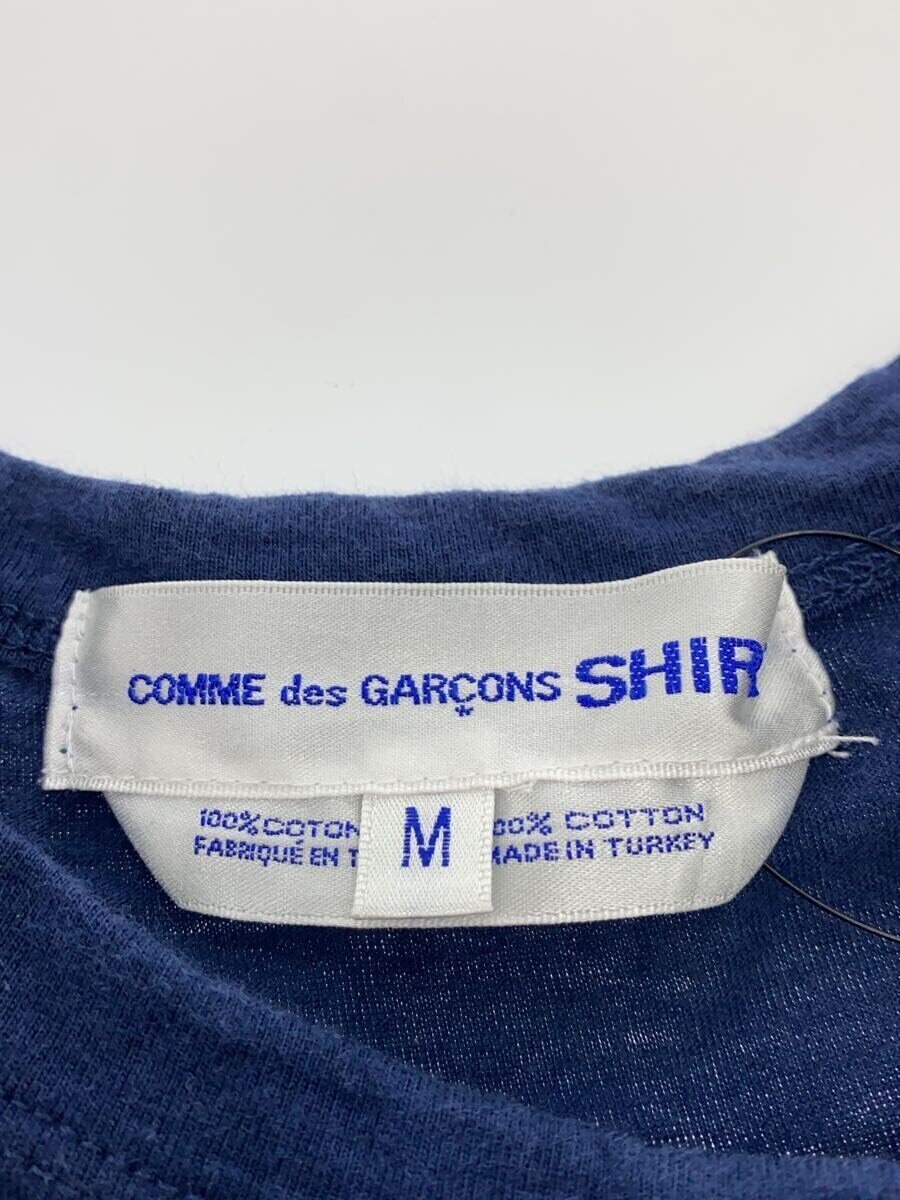 COMME des GARÇONS SHIR
100% COTON 00% COTTON
FABRIQUÉ EN T MADE IN TURKEY
M